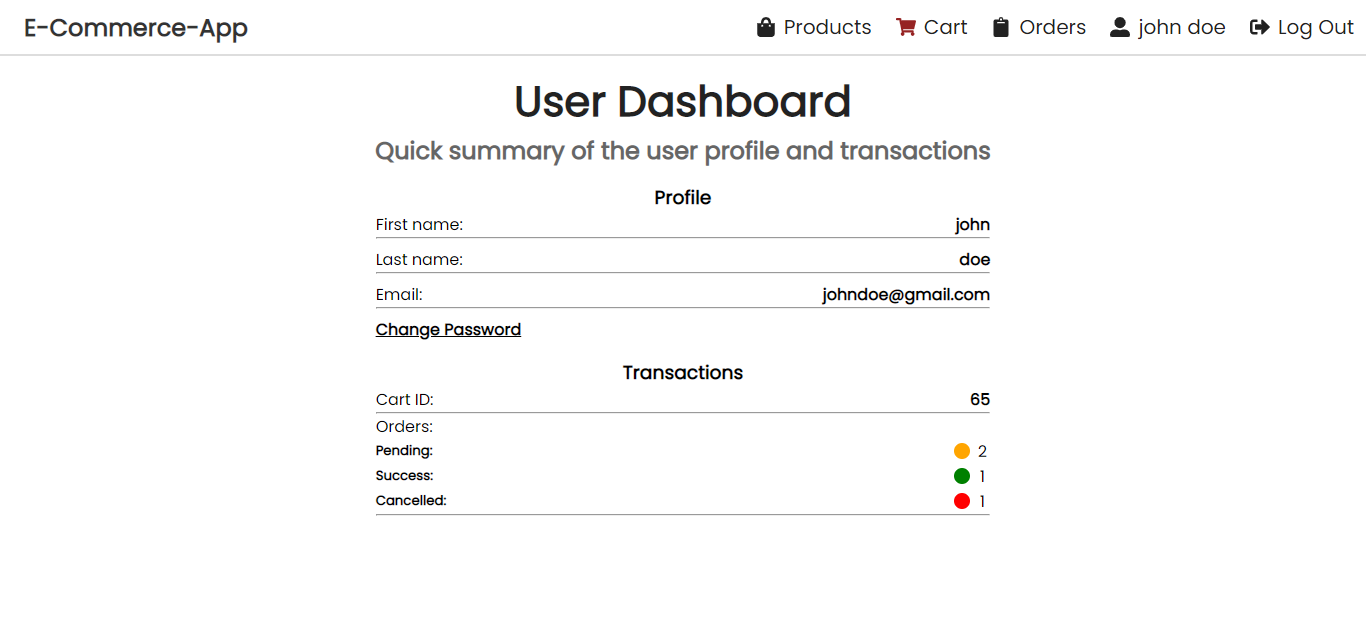 E-Commerce-App Products Cart Orders john doe Log Out
User Dashboard
Quick summary of the user profile and transactions
Profile
First name: john
Last name: doe
Email: johndoe@gmail.com
Change Password
Transactions
Cart ID: 65
Orders:
Pending: 2
Success: 1
Cancelled: 1